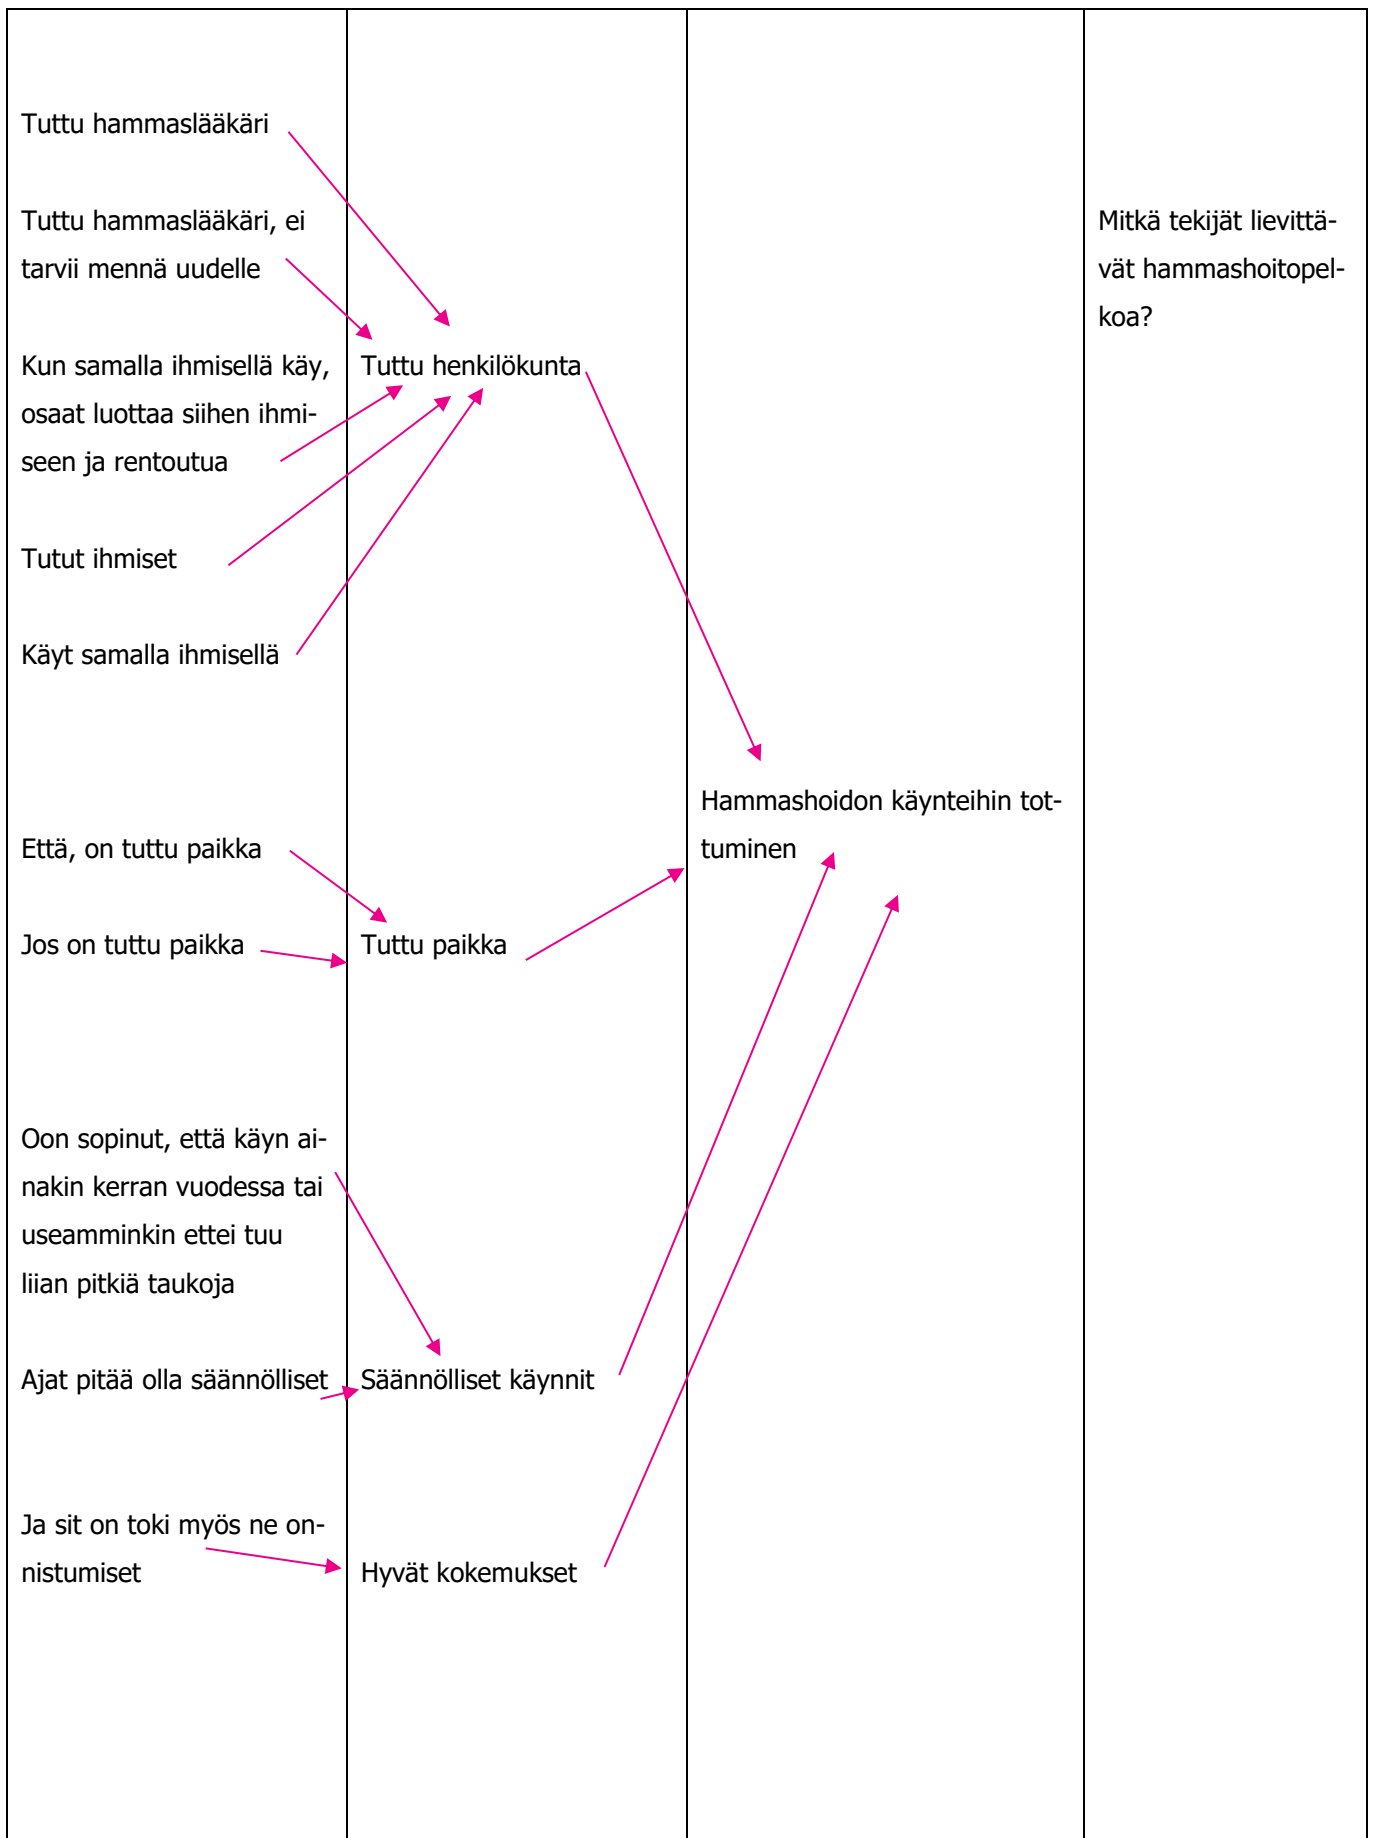 Tuttu hammaslääkäri
Tuttu hammaslääkäri, ei
tarvii mennä uudelle
Kun samalla ihmisellä käy,
osaat luottaa siihen ihmi-
seen ja rentoutua
Tutut ihmiset
Käyt samalla ihmisellä
Että, on tuttu paikka
Jos on tuttu paikka
Oon sopinut, että käyn ai-
nakin kerran vuodessa tai
useamminkin ettei tuu
liian pitkiä taukoja
Ajat pitää olla säännölliset
Ja sit on toki myös ne on-
nistumiset
Tuttu henkilökunta
Tuttu paikka
Säännölliset käynnit
Hyvät kokemukset
Hammashoidon käynteihin tot-
tuminen
Mitkä tekijät lievittä-
vät hammashoitopel-
koa?